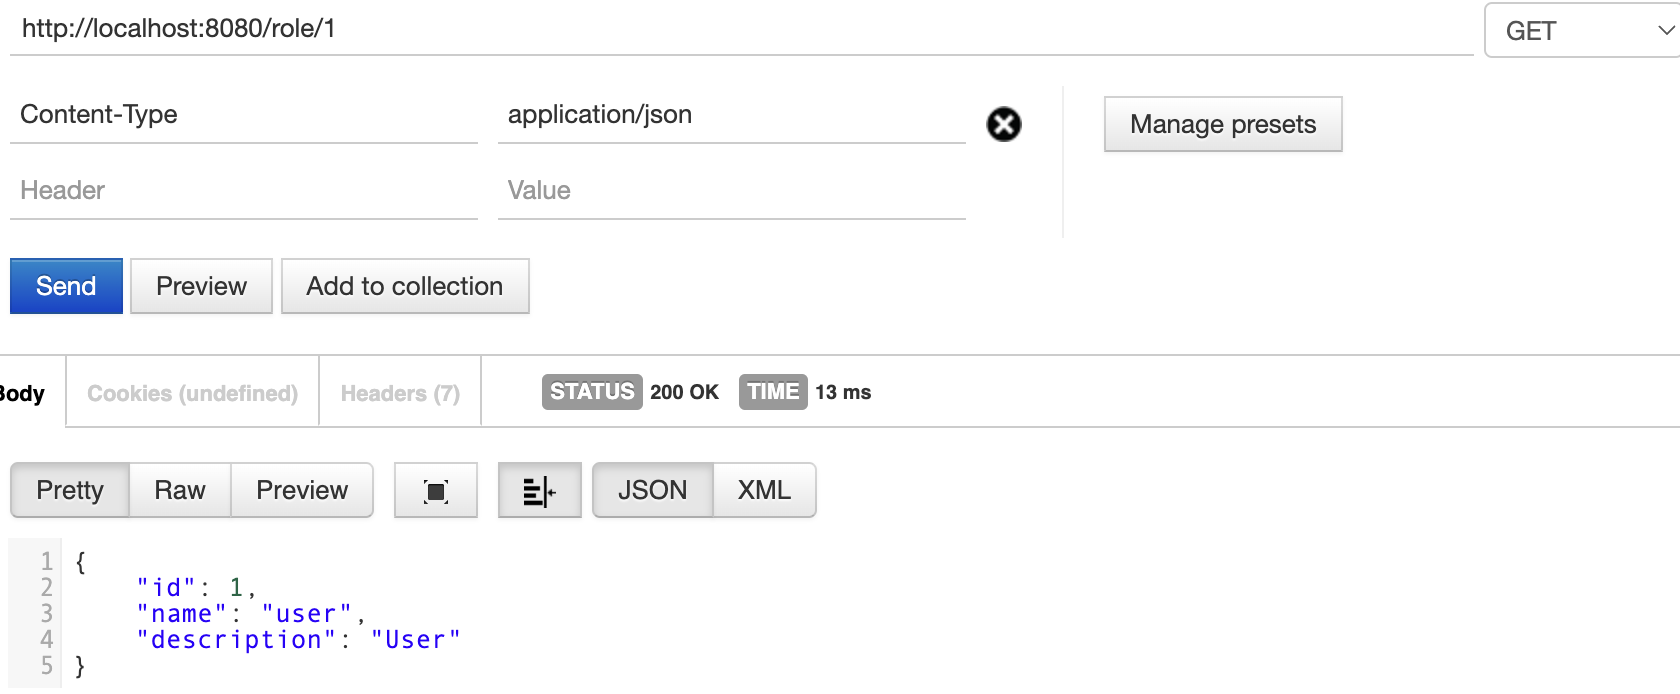 http://localhost:8080/role/1 GET
Content-Type application/json Manage presets
Header Value
Send Preview Add to collection
Body Cookies (undefined) Headers (7) STATUS 200 OK TIME 13 ms
Pretty Raw Preview JSON XML
1 {
2 "id": 1,
3 "name": "user",
4 "description": "User"
5 }